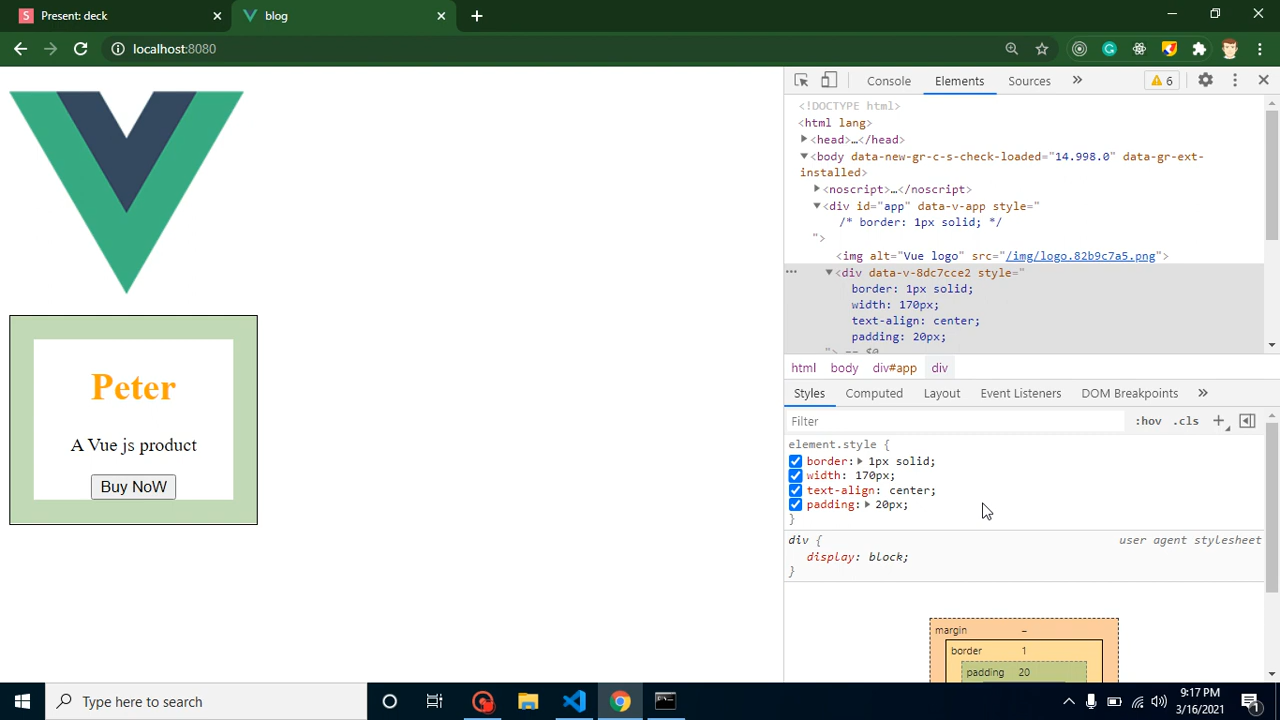 Present: deck
blog
localhost:8080
Console
Elements
Sources
6
<!DOCTYPE html>
<html lang>
<head>…</head>
<body data-new-gr-c-s-check-loaded="14.998.0" data-gr-ext-
installed>
<noscript>…</noscript>
<div id="app" data-v-app style="
/* border: 1px solid; */
">
<img alt="Vue logo" src="/img/logo.82b9c7a5.png">
<div data-v-8dc7cce2 style="
border: 1px solid;
width: 170px;
text-align: center;
padding: 20px;
"> == $0
html body div#app div
Styles Computed Layout Event Listeners DOM Breakpoints
Filter :hov .cls
element.style {
border: 1px solid;
width: 170px;
text-align: center;
padding: 20px;
}
div { user agent stylesheet
display: block;
}
margin –
border 1
padding 20
Peter
A Vue js product
Buy NoW
Type here to search
9:17 PM
3/16/2021
1